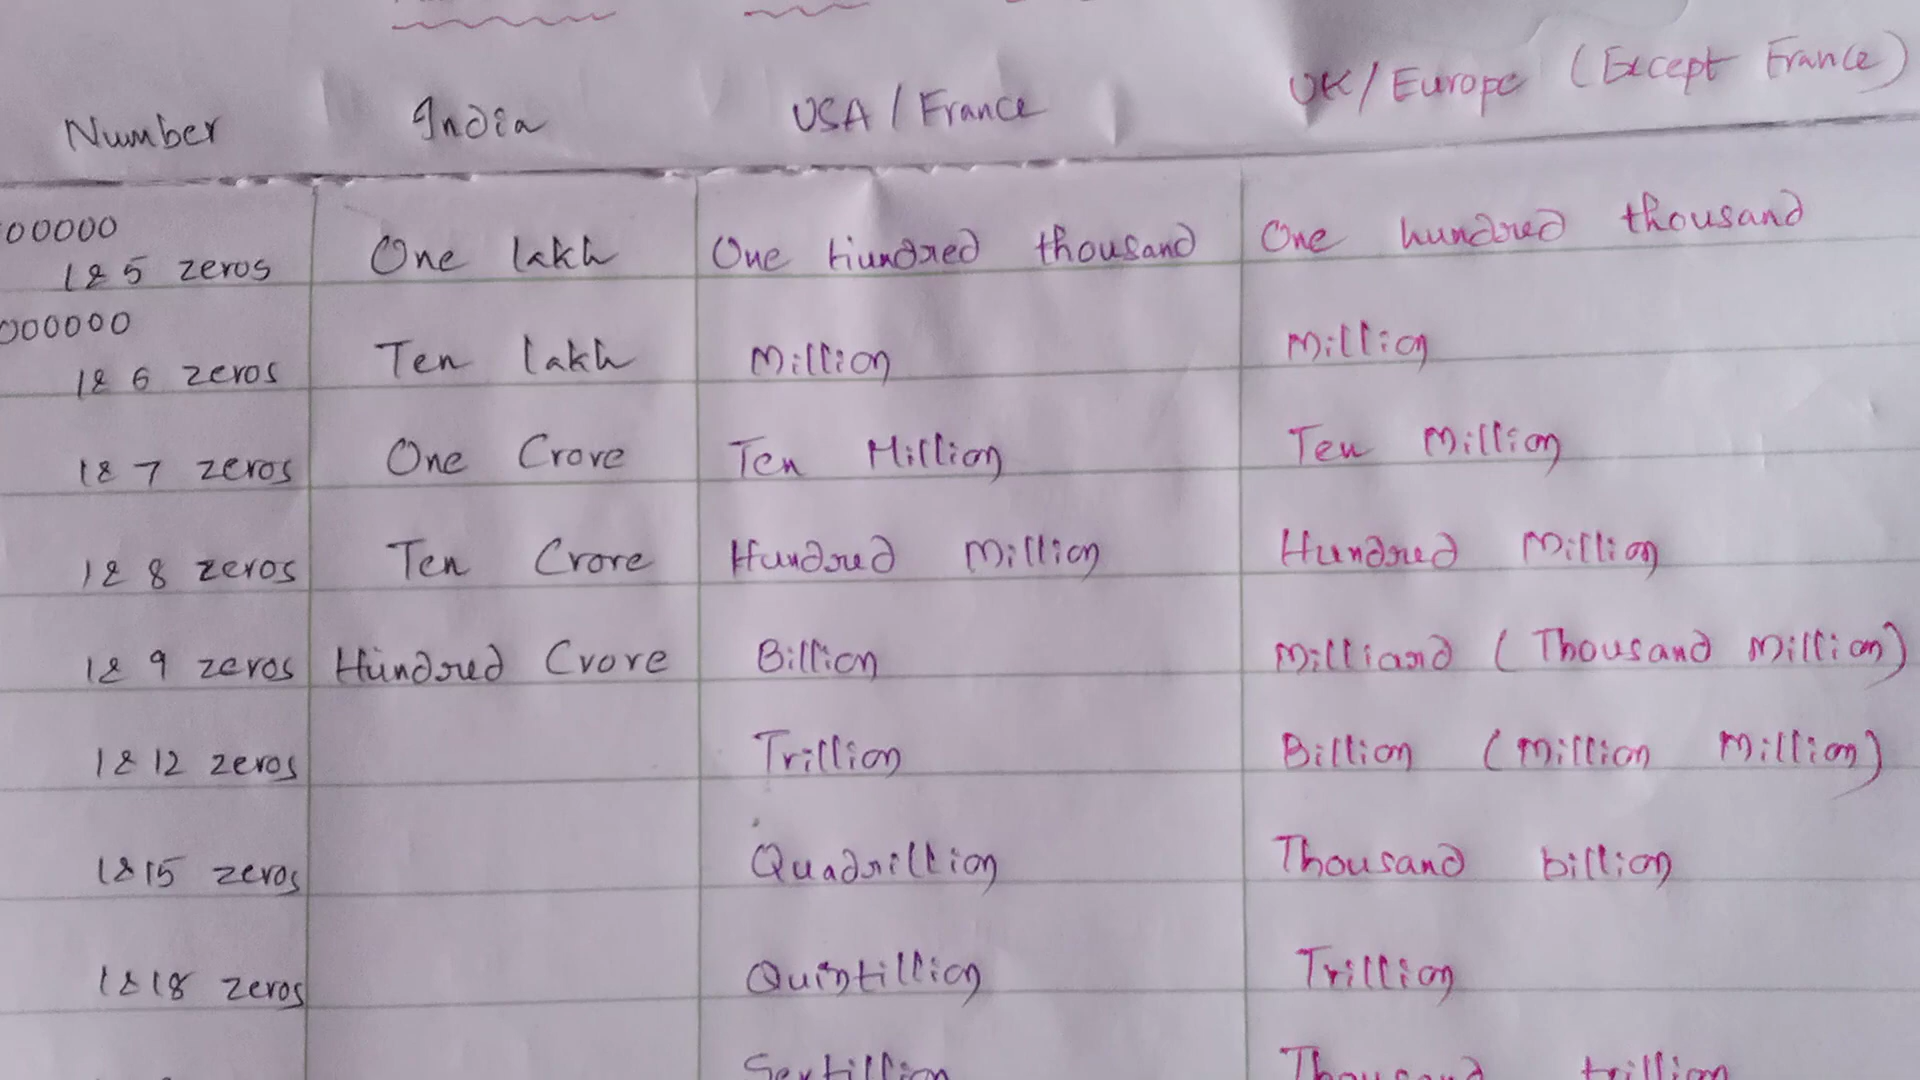 Number India USA / France UK/Europe (Except France)
00000
1 & 5 zeros One lakh One hundred thousand One hundred thousand
000000
1 & 6 zeros Ten lakh Million Million
1 & 7 zeros One Crore Ten Million Ten Million
1 & 8 zeros Ten Crore Hundred Million Hundred Million
1 & 9 zeros Hundred Crore Billion Milliard (Thousand Million)
1 & 12 zeros Trillion Billion (Million Million)
1 & 15 zeros Quadrillion Thousand billion
1 & 18 zeros Quintillion Trillion
Sextillion Thousand trillion